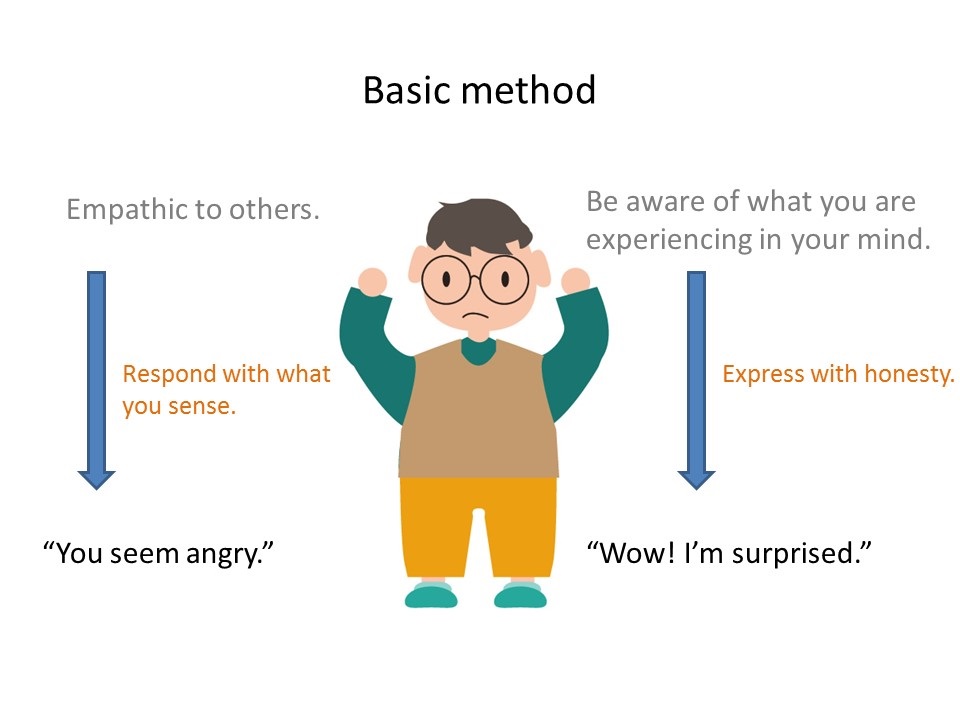 Basic method
Empathic to others.
Be aware of what you are
experiencing in your mind.
Respond with what
you sense.
Express with honesty.
“You seem angry.”
“Wow! I’m surprised.”